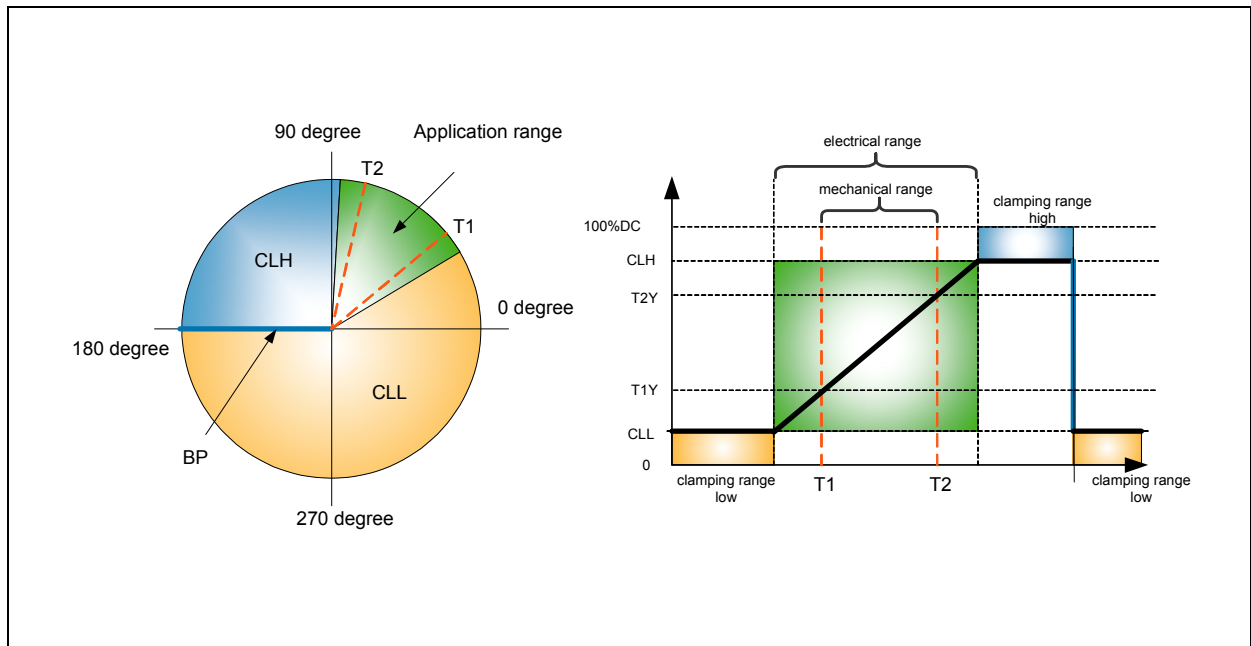 90 degree
Application range
T2
T1
CLH
0 degree
180 degree
CLL
BP
270 degree
electrical range
mechanical range
clamping range
high
100%DC
CLH
T2Y
T1Y
CLL
0
clamping range
low
T1
T2
clamping range
low